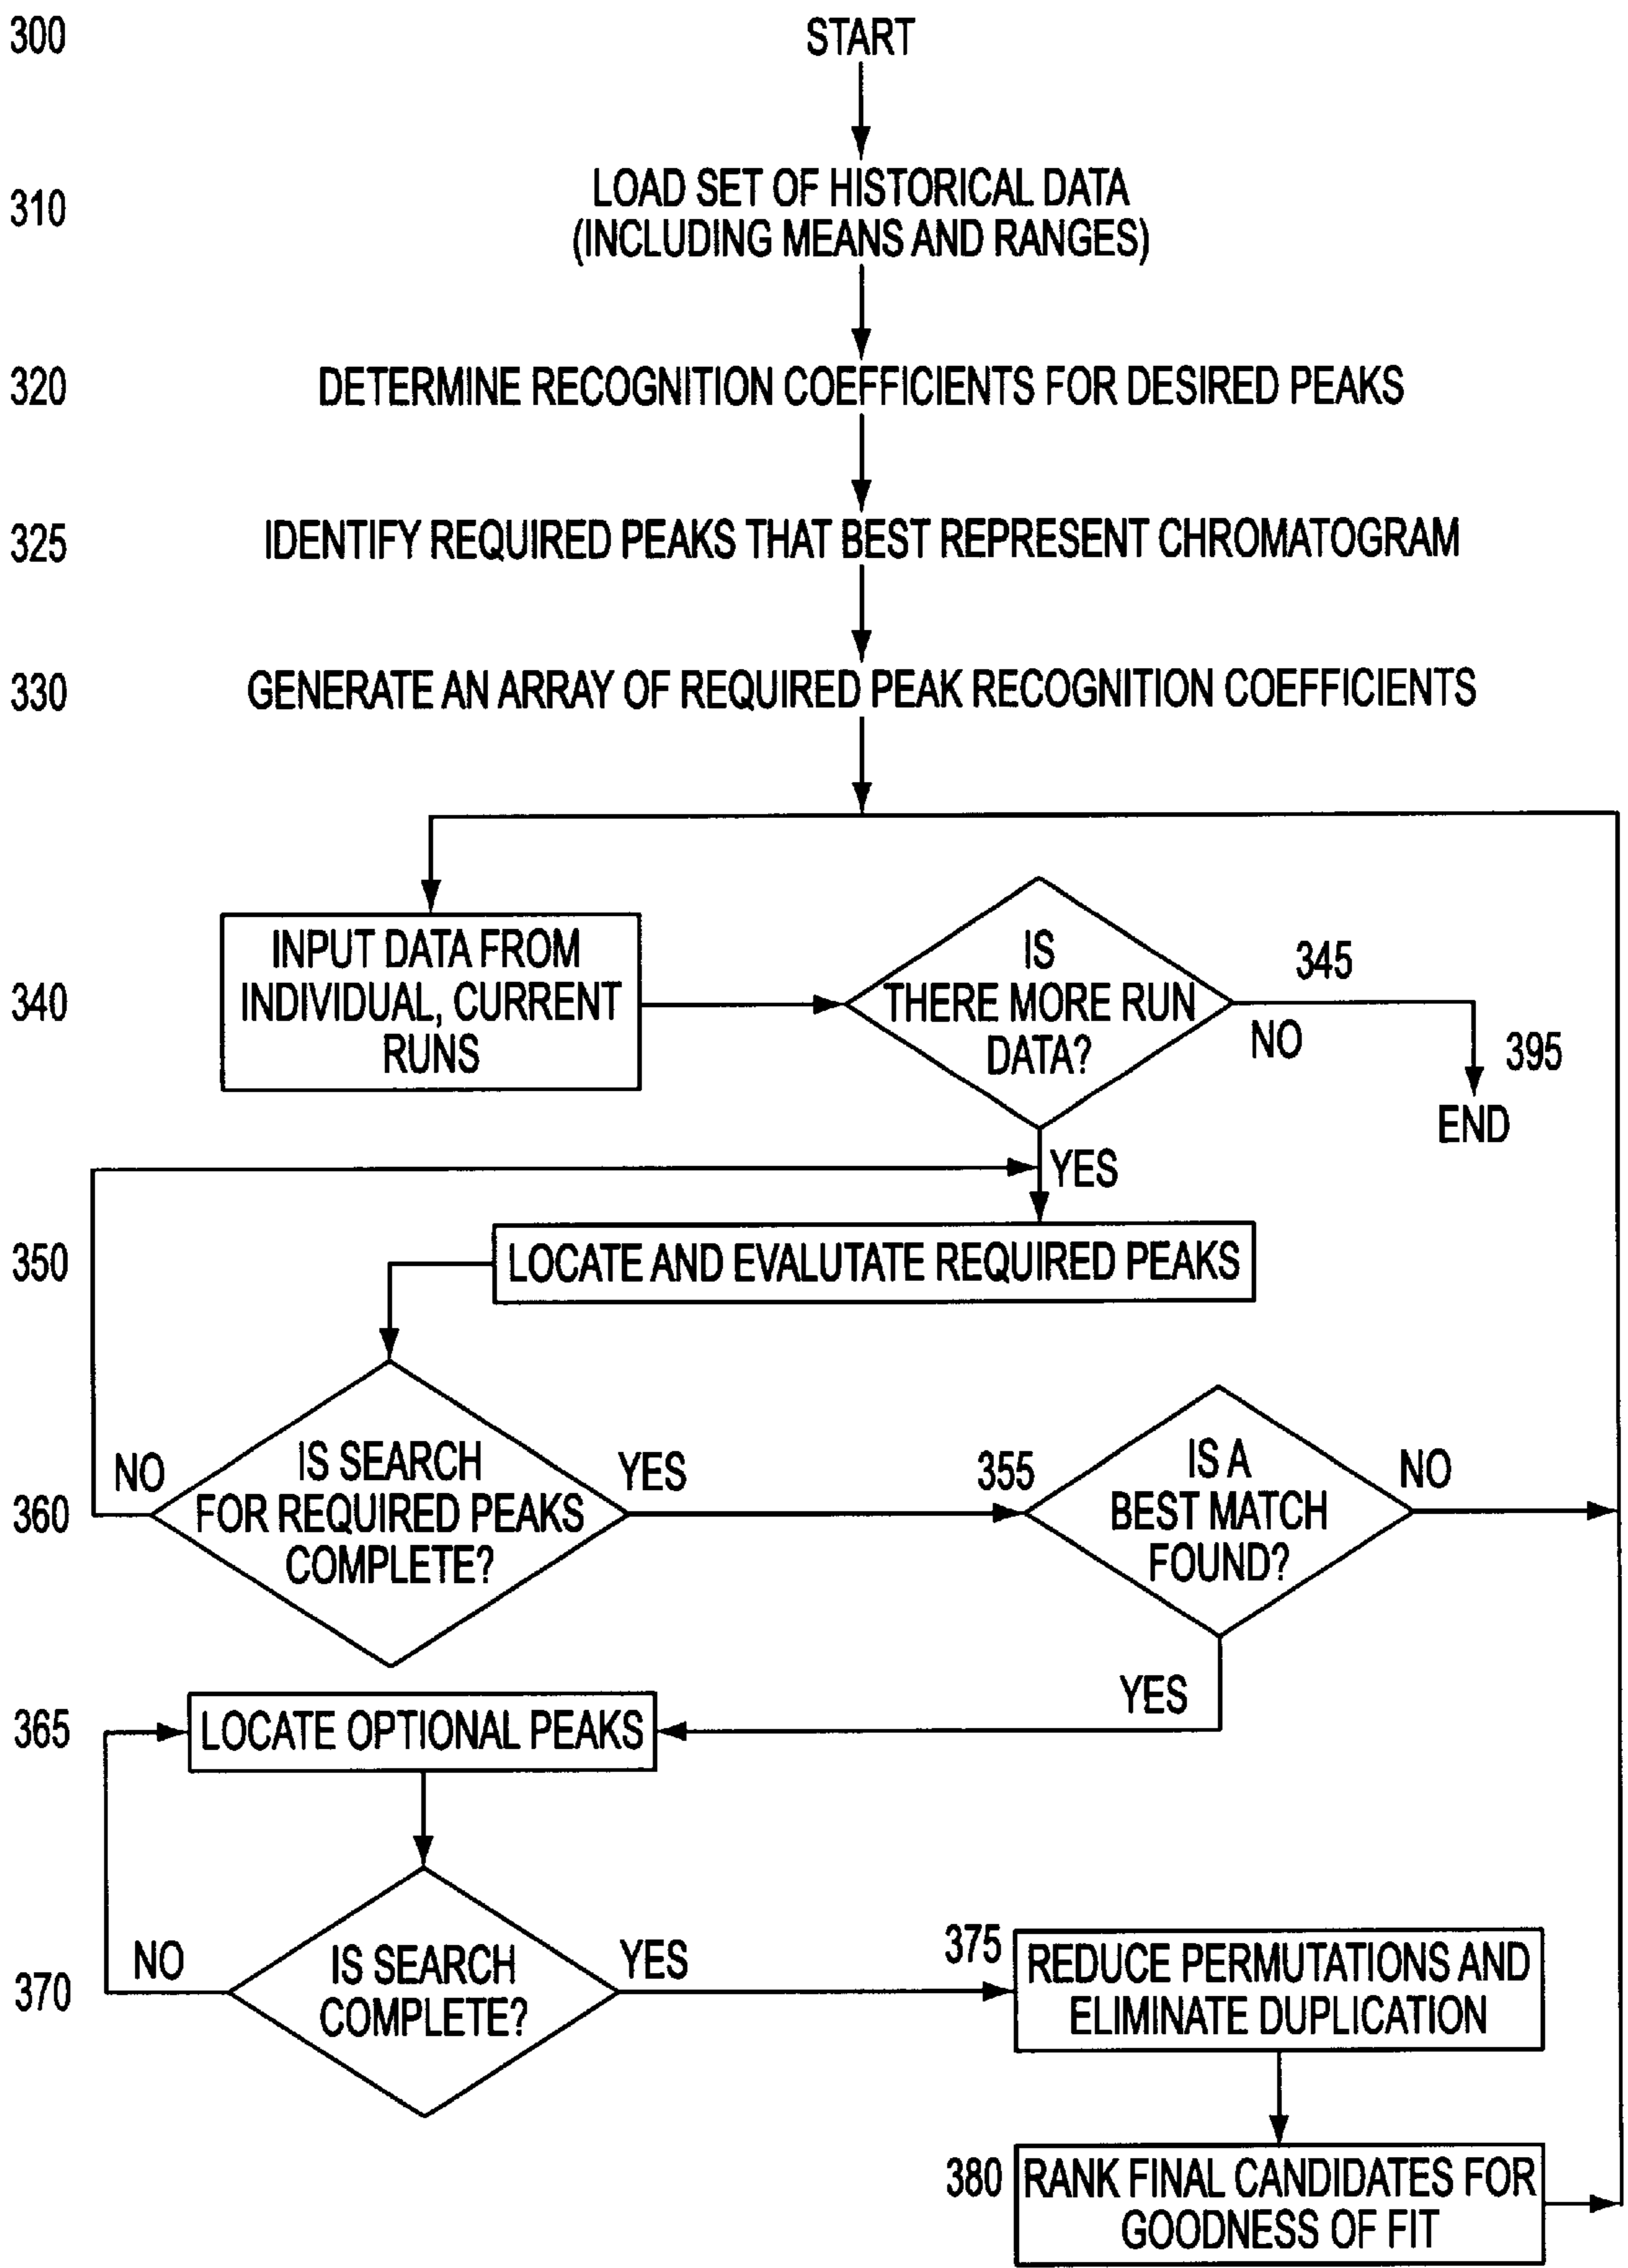 300
START
310
LOAD SET OF HISTORICAL DATA
(INCLUDING MEANS AND RANGES)
320
DETERMINE RECOGNITION COEFFICIENTS FOR DESIRED PEAKS
325
IDENTIFY REQUIRED PEAKS THAT BEST REPRESENT CHROMATOGRAM
330
GENERATE AN ARRAY OF REQUIRED PEAK RECOGNITION COEFFICIENTS
340
INPUT DATA FROM
INDIVIDUAL, CURRENT
RUNS
IS
THERE MORE RUN
DATA?
345
NO
395
END
YES
350
LOCATE AND EVALUTATE REQUIRED PEAKS
360
NO
IS SEARCH
FOR REQUIRED PEAKS
COMPLETE?
YES
355
IS A
BEST MATCH
FOUND?
NO
YES
365
LOCATE OPTIONAL PEAKS
370
NO
IS SEARCH
COMPLETE?
YES
375
REDUCE PERMUTATIONS AND
ELIMINATE DUPLICATION
380
RANK FINAL CANDIDATES FOR
GOODNESS OF FIT